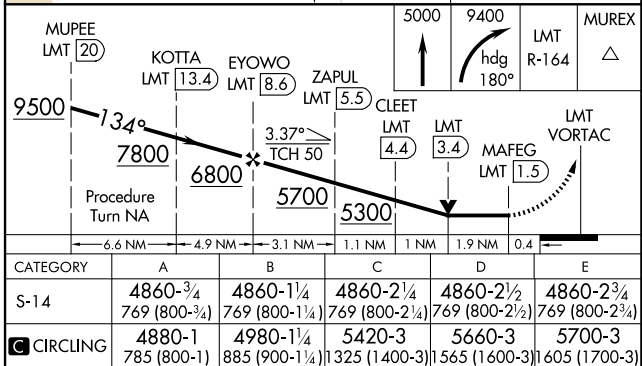 MUPEE
LMT 20
KOTTA
LMT 13.4
EYOWO
LMT 8.6
ZAPUL
LMT 5.5
CLEET
LMT
4.4
LMT
3.4
MAFEG
LMT 1.5
LMT
VORTAC
5000
9400
hdg
180°
LMT
R-164
MUREX
9500
134°
7800
6800
3.37°
TCH 50
5700
5300
Procedure
Turn NA
6.6 NM 4.9 NM 3.1 NM 1.1 NM 1 NM 1.9 NM 0.4
CATEGORY A B C D E
S-14 4860-¾ 4860-1¼ 4860-2¼ 4860-2½ 4860-2¾
769 (800-¾) 769 (800-1¼) 769 (800-2¼) 769 (800-2½) 769 (800-2¾)
C CIRCLING 4880-1 4980-1¼ 5420-3 5660-3 5700-3
785 (800-1) 885 (900-1¼) 1325 (1400-3) 1565 (1600-3) 1605 (1700-3)